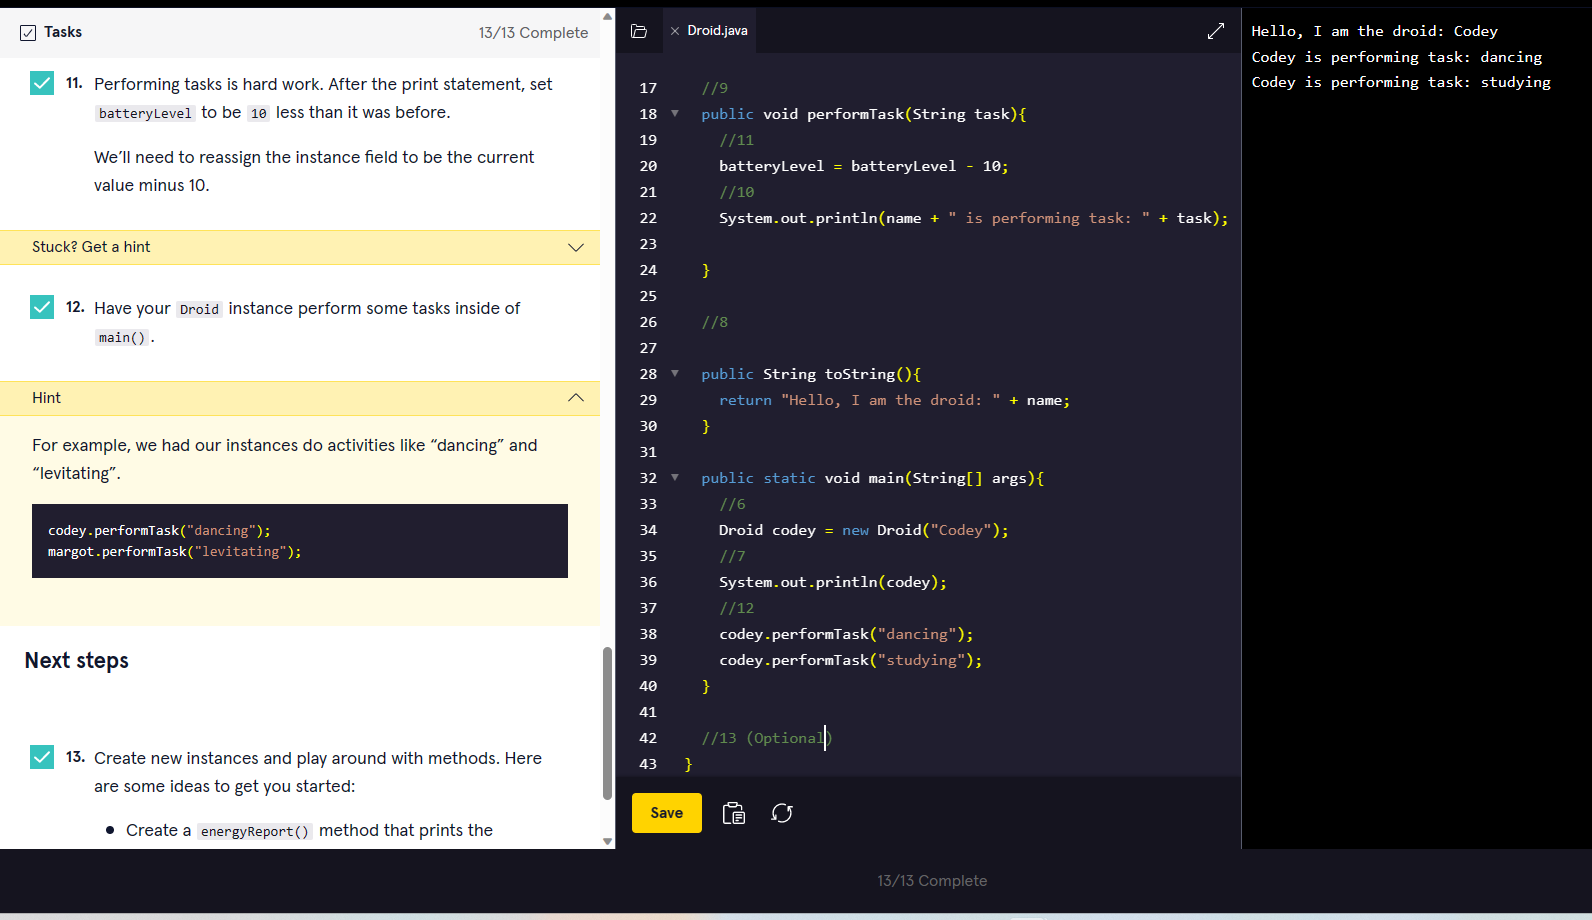 Tasks
13/13 Complete
11. Performing tasks is hard work. After the print statement, set
batteryLevel to be 10 less than it was before.
We’ll need to reassign the instance field to be the current
value minus 10.
Stuck? Get a hint
12. Have your Droid instance perform some tasks inside of
main() .
Hint
For example, we had our instances do activities like “dancing” and
“levitating”.
codey.performTask("dancing");
margot.performTask("levitating");
Next steps
13. Create new instances and play around with methods. Here
are some ideas to get you started:
• Create a energyReport() method that prints the
Droid.java
17 //9
18 public void performTask(String task){
19 //11
20 batteryLevel = batteryLevel - 10;
21 //10
22 System.out.println(name + " is performing task: " + task);
23
24 }
25
26 //8
27
28 public String toString(){
29 return "Hello, I am the droid: " + name;
30 }
31
32 public static void main(String[] args){
33 //6
34 Droid codey = new Droid("Codey");
35 //7
36 System.out.println(codey);
37 //12
38 codey.performTask("dancing");
39 codey.performTask("studying");
40 }
41
42 //13 (Optional)
43 }
Save
Hello, I am the droid: Codey
Codey is performing task: dancing
Codey is performing task: studying
13/13 Complete